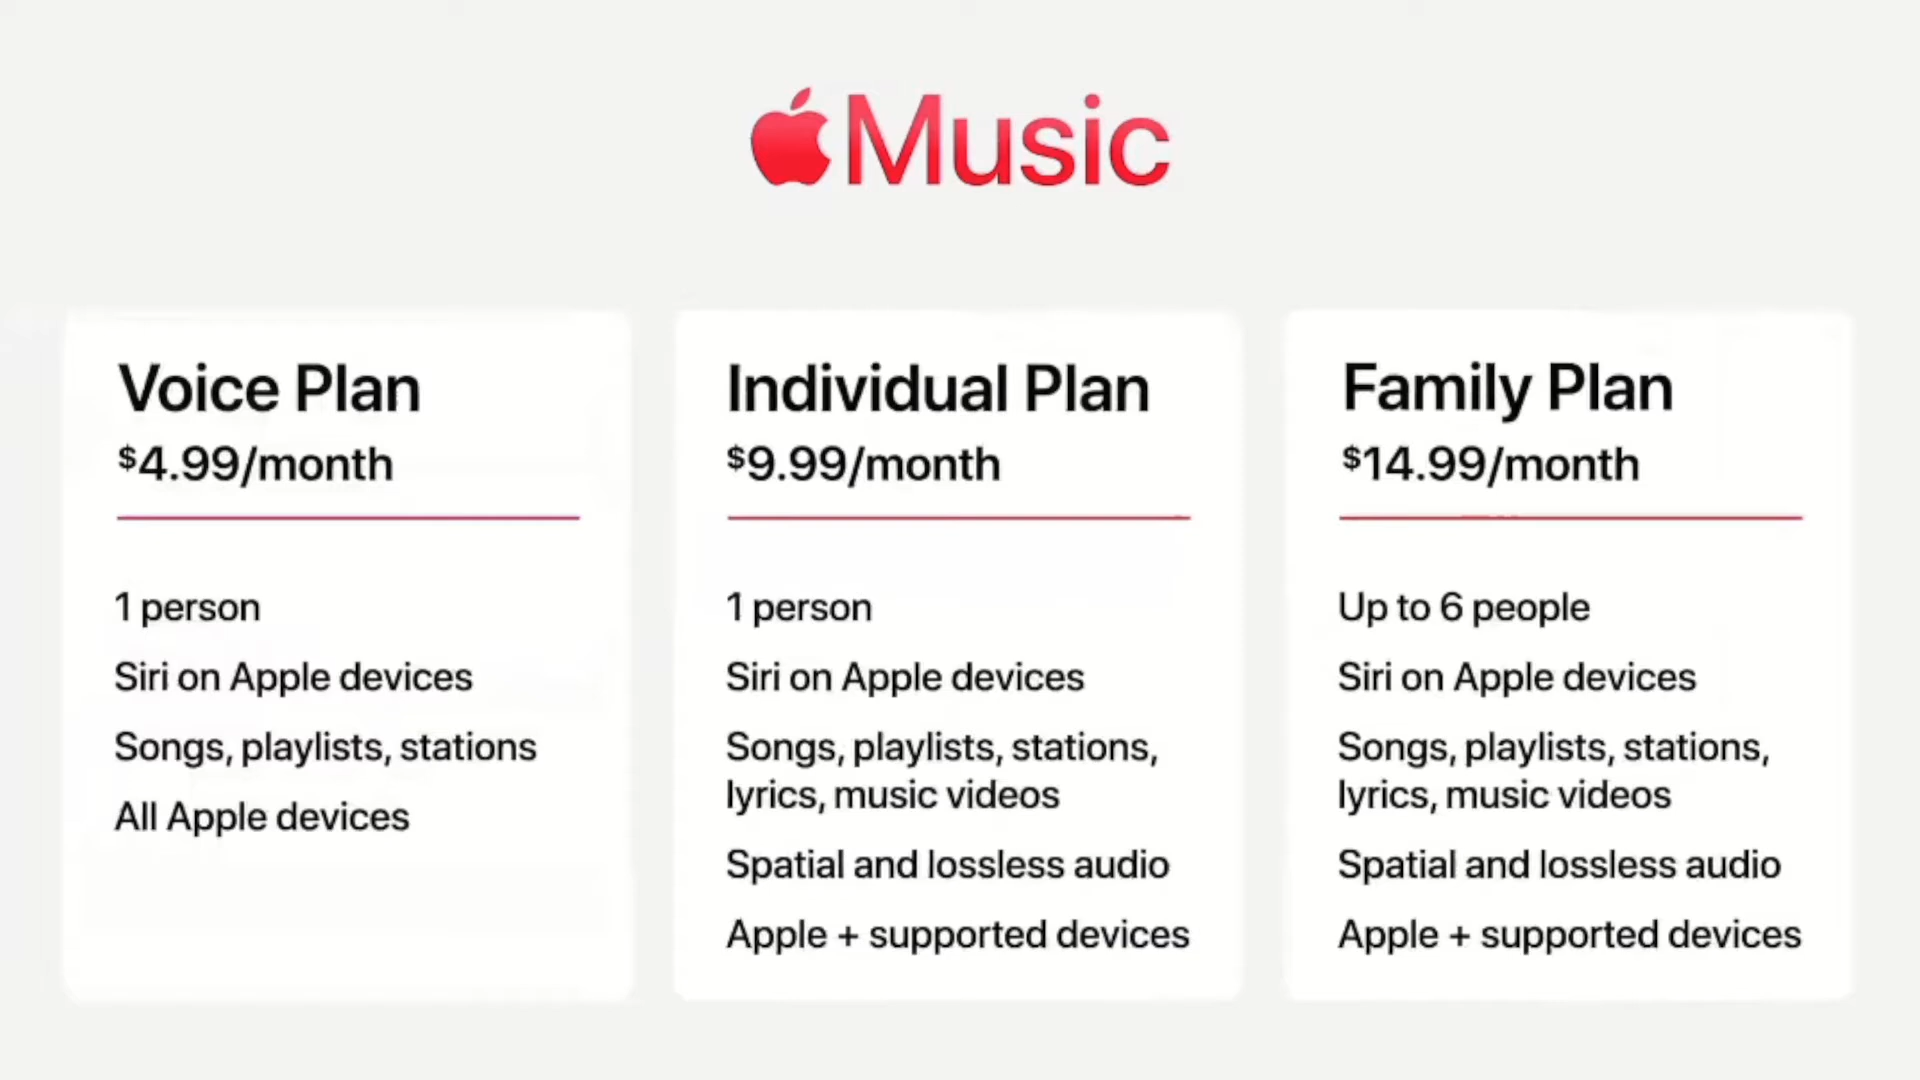 Music
Voice Plan
$4.99/month
1 person
Siri on Apple devices
Songs, playlists, stations
All Apple devices
Individual Plan
$9.99/month
1 person
Siri on Apple devices
Songs, playlists, stations,
lyrics, music videos
Spatial and lossless audio
Apple + supported devices
Family Plan
$14.99/month
Up to 6 people
Siri on Apple devices
Songs, playlists, stations,
lyrics, music videos
Spatial and lossless audio
Apple + supported devices